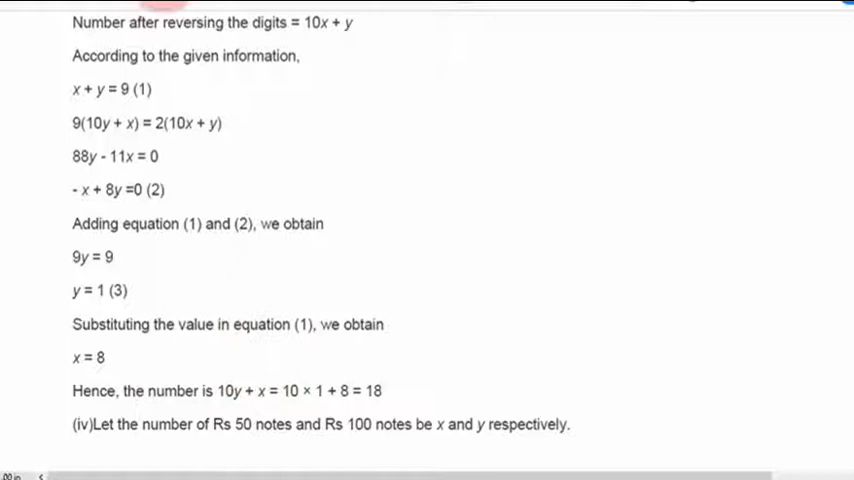 Number after reversing the digits = 10x + y
According to the given information,
x + y = 9 (1)
9(10y + x) = 2(10x + y)
88y - 11x = 0
- x + 8y =0 (2)
Adding equation (1) and (2), we obtain
9y = 9
y = 1 (3)
Substituting the value in equation (1), we obtain
x = 8
Hence, the number is 10y + x = 10 × 1 + 8 = 18
(iv)Let the number of Rs 50 notes and Rs 100 notes be x and y respectively.
.00 in